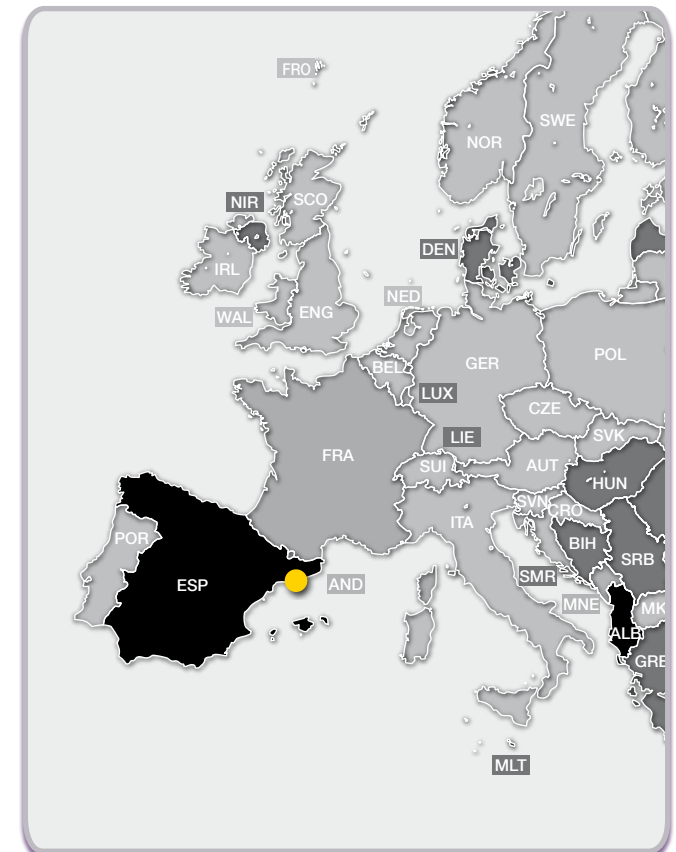 FRO
SWE
NOR
SCO
NIR
DEN
IRL
NED
WAL
ENG
POL
GER
BEL
LUX
CZE
LIE
SVK
FRA
SUI
AUT
HUN
SVN
CRO
ITA
POR
BIH
SRB
SMR
AND
ESP
MNE
MK
ALB
GRE
MLT